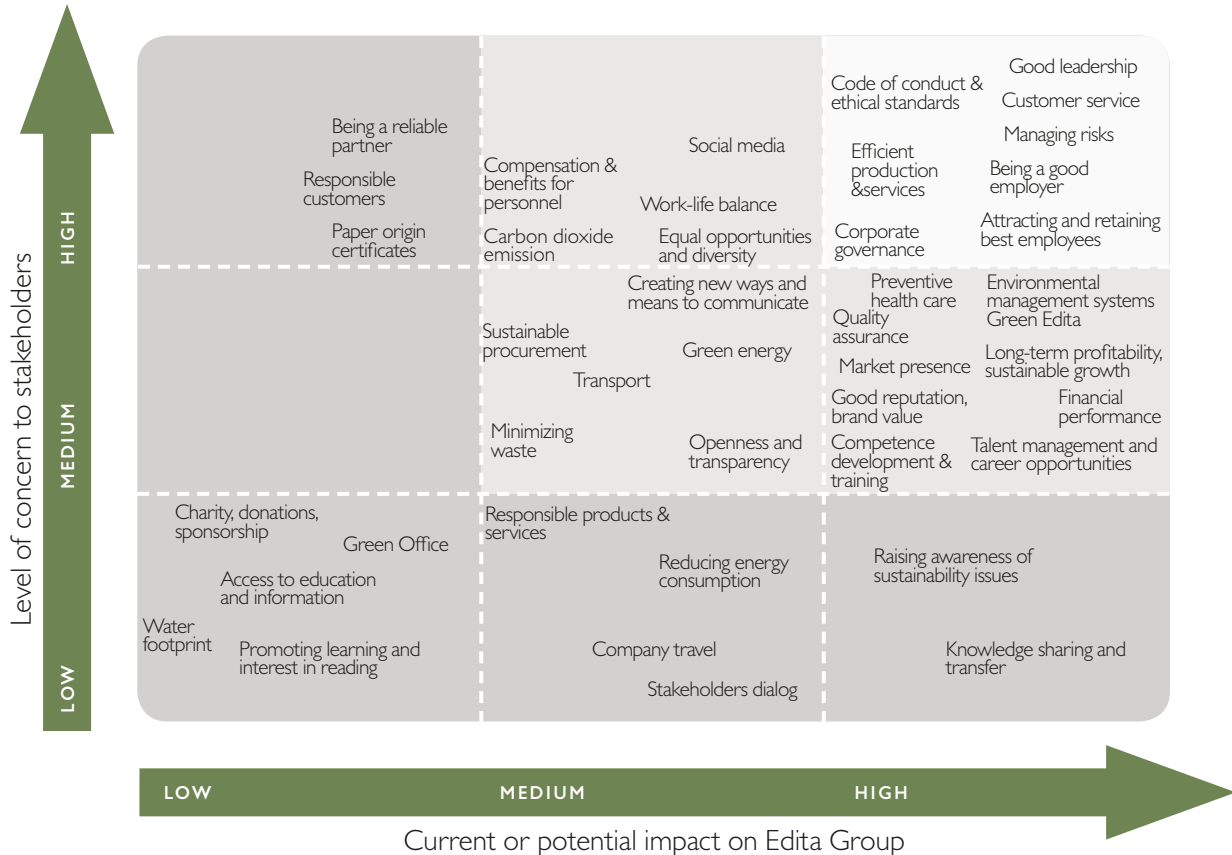 Level of concern to stakeholders
HIGH
MEDIUM
LOW
Being a reliable
partner
Responsible
customers
Paper origin
certificates
Compensation &
benefits for
personnel
Carbon dioxide
emission
Social media
Work-life balance
Equal opportunities
and diversity
Code of conduct &
ethical standards
Efficient
production
&services
Corporate
governance
Good leadership
Customer service
Managing risks
Being a good
employer
Attracting and retaining
best employees
Creating new ways and
means to communicate
Sustainable
procurement
Green energy
Transport
Minimizing
waste
Openness and
transparency
Preventive
health care
Quality
assurance
Market presence
Good reputation,
brand value
Competence
development &
training
Environmental
management systems
Green Edita
Long-term profitability,
sustainable growth
Financial
performance
Talent management and
career opportunities
Charity, donations,
sponsorship
Green Office
Access to education
and information
Water
footprint
Promoting learning and
interest in reading
Responsible products &
services
Reducing energy
consumption
Company travel
Stakeholders dialog
Raising awareness of
sustainability issues
Knowledge sharing and
transfer
LOW
MEDIUM
HIGH
Current or potential impact on Edita Group